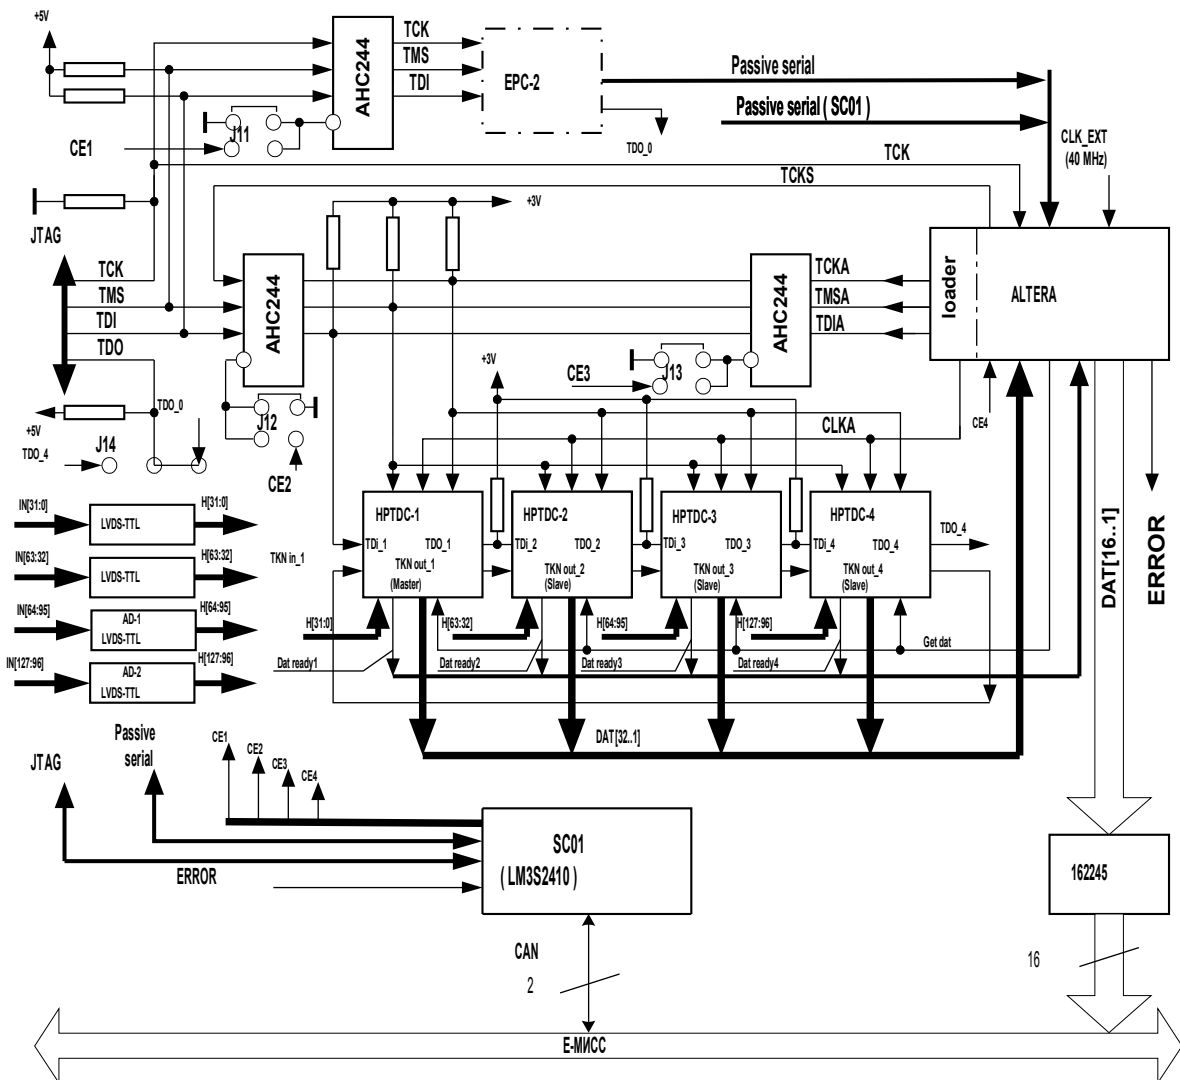 +5V
AHC244
TCK
TMS
TDI
EPC-2
Passive serial
Passive serial ( SC01 )
J11
CE1
TDO_0
TCK
CLK_EXT
(40 MHz)
TCKS
+3V
JTAG
TCK
TMS
TDI
TDO
AHC244
AHC244
TCKA
TMSA
TDIA
loader
ALTERA
+3V
CE3
J13
+5V
TDO_0
TDO_4
J14
J12
CE2
CLKA
CE4
IN[31:0]
LVDS-TTL
H[31:0]
IN[63:32]
LVDS-TTL
H[63:32]
IN[64:95]
AD-1
LVDS-TTL
H[64:95]
IN[127:96]
AD-2
LVDS-TTL
H[127:96]
TKN in_1
HPTDC-1
TDi_1
TDO_1
TKN out_1
(Master)
HPTDC-2
TDi_2
TDO_2
TKN out_2
(Slave)
HPTDC-3
TDi_3
TDO_3
TKN out_3
(Slave)
HPTDC-4
TDi_4
TDO_4
TKN out_4
(Slave)
TDO_4
H[31:0]
H[63:32]
H[64:95]
H[127:96]
Get dat
Dat ready1
Dat ready2
Dat ready3
Dat ready4
DAT[32..1]
DAT[16..1]
ERROR
Passive
serial
JTAG
CE1
CE2
CE3
CE4
ERROR
SC01
( LM3S2410 )
162245
CAN
2
16
Е-МИСС